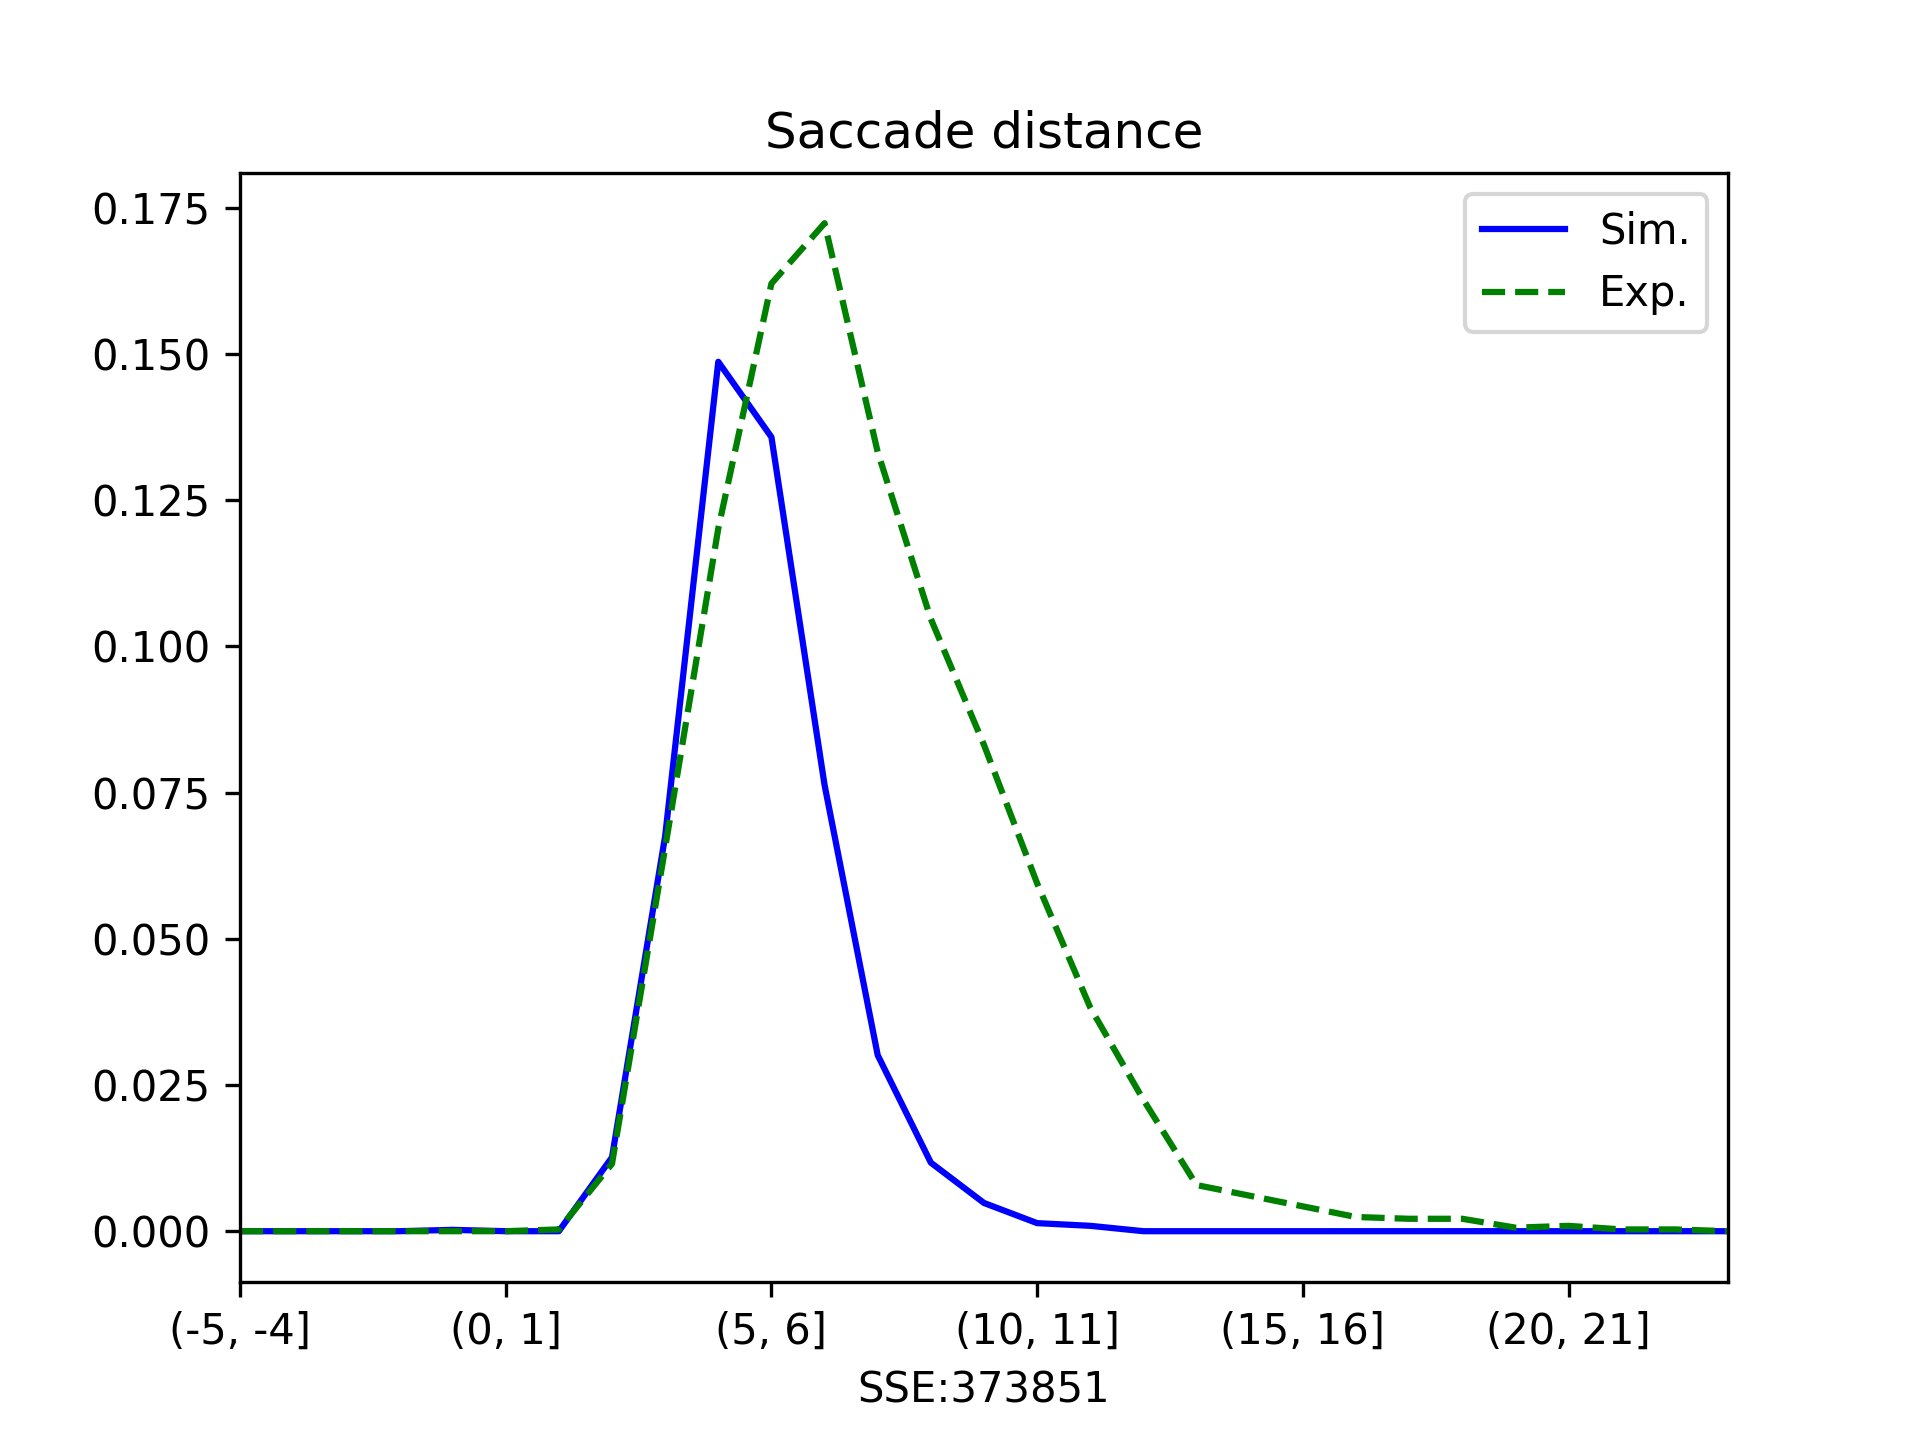 Saccade distance
0.175
0.150
0.125
0.100
0.075
0.050
0.025
0.000
Sim.
Exp.
(-5, -4] (0, 1] (5, 6] (10, 11] (15, 16] (20, 21]
SSE:373851